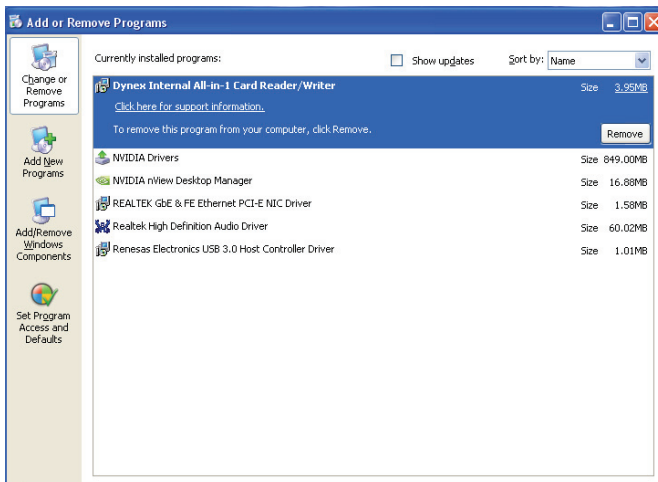 Add or Remove Programs
Change or
Remove
Programs
Add New
Programs
Add/Remove
Windows
Components
Set Program
Access and
Defaults
Currently installed programs: Show updates Sort by: Name
Dynex Internal All-in-1 Card Reader/Writer Size 3.95MB
Click here for support information.
To remove this program from your computer, click Remove. Remove
NVIDIA Drivers Size 849.00MB
NVIDIA nView Desktop Manager Size 16.88MB
REALTEK GbE & FE Ethernet PCI-E NIC Driver Size 1.58MB
Realtek High Definition Audio Driver Size 60.02MB
Renesas Electronics USB 3.0 Host Controller Driver Size 1.01MB